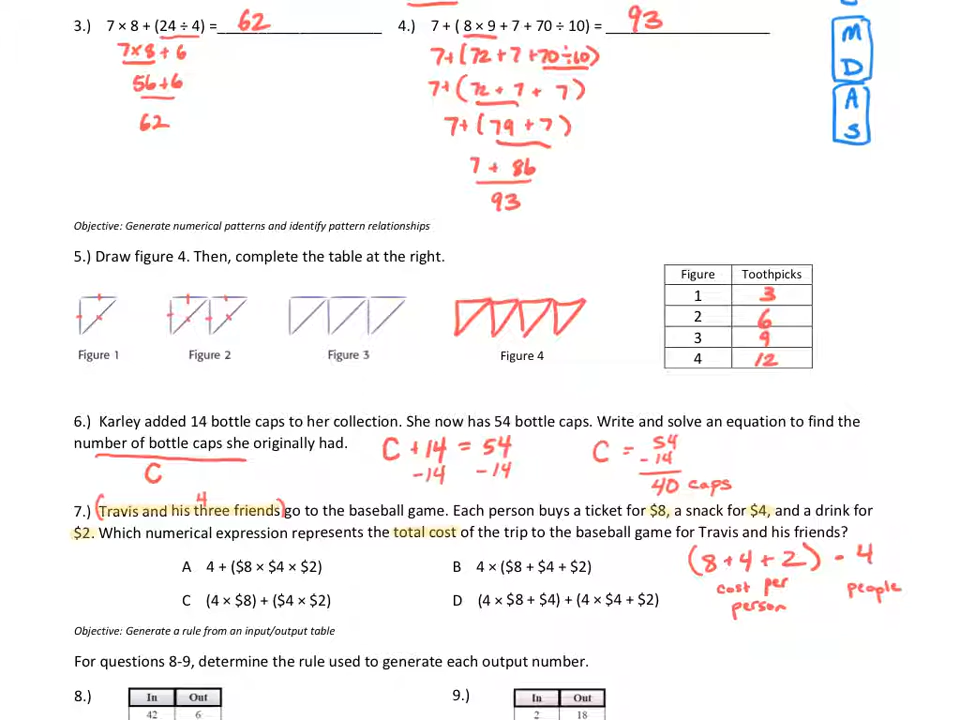 3.) 7 × 8 + (24 ÷ 4) = 62
7×8 + 6
56+6
62
4.) 7 + ( 8 × 9 + 7 + 70 ÷ 10) = 93
7+(72+7+70÷10)
7+(72+7+7)
7+(79+7)
7+86
93
M
D
A
S
Objective: Generate numerical patterns and identify pattern relationships
5.) Draw figure 4. Then, complete the table at the right.
Figure 1 Figure 2 Figure 3 Figure 4
Figure Toothpicks
1 3
2 6
3 9
4 12
6.) Karley added 14 bottle caps to her collection. She now has 54 bottle caps. Write and solve an equation to find the
number of bottle caps she originally had.
C
C + 14 = 54
-14 -14
C = 54
-14
40 caps
4
7.) (Travis and his three friends) go to the baseball game. Each person buys a ticket for $8, a snack for $4, and a drink for
$2. Which numerical expression represents the total cost of the trip to the baseball game for Travis and his friends?
A 4 + ($8 × $4 × $2) B 4 × ($8 + $4 + $2)
C (4 × $8) + ($4 × $2) D (4 × $8 + $4) + (4 × $4 + $2)
(8+4+2) · 4
cost per people
person
Objective: Generate a rule from an input/output table
For questions 8-9, determine the rule used to generate each output number.
8.) In Out
42 6
9.) In Out
2 18